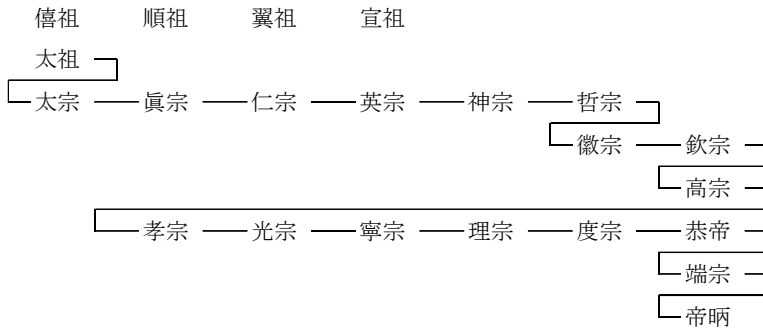 僖祖 順祖 翼祖 宣祖
太祖
太宗 眞宗 仁宗 英宗 神宗 哲宗
徽宗 欽宗
高宗
孝宗 光宗 寧宗 理宗 度宗 恭帝
端宗
帝昞